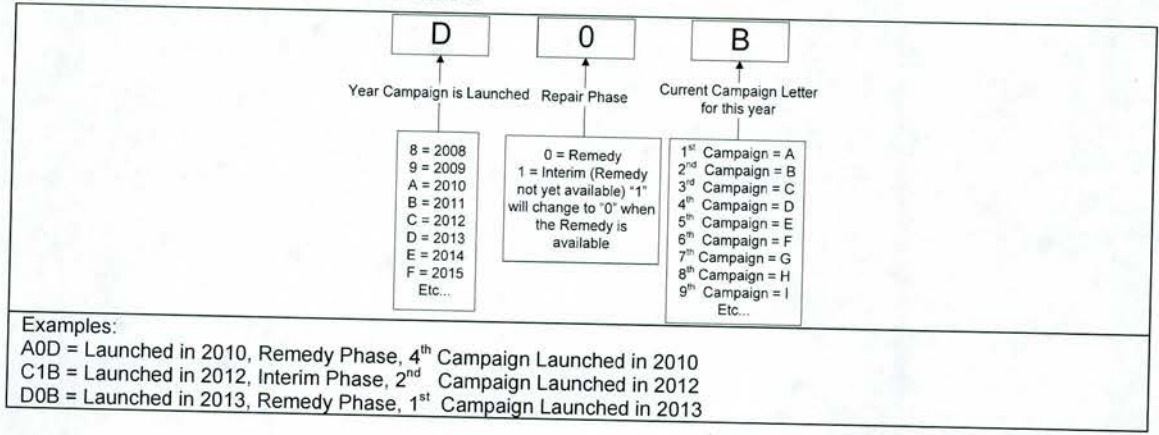 D 0 B
Year Campaign is Launched Repair Phase Current Campaign Letter
for this year
8 = 2008
9 = 2009
A = 2010
B = 2011
C = 2012
D = 2013
E = 2014
F = 2015
Etc...
0 = Remedy
1 = Interim (Remedy
not yet available) "1"
will change to "0" when
the Remedy is
available
1st Campaign = A
2nd Campaign = B
3rd Campaign = C
4th Campaign = D
5th Campaign = E
6th Campaign = F
7th Campaign = G
8th Campaign = H
9th Campaign = I
Etc...
Examples:
A0D = Launched in 2010, Remedy Phase, 4th Campaign Launched in 2010
C1B = Launched in 2012, Interim Phase, 2nd Campaign Launched in 2012
D0B = Launched in 2013, Remedy Phase, 1st Campaign Launched in 2013